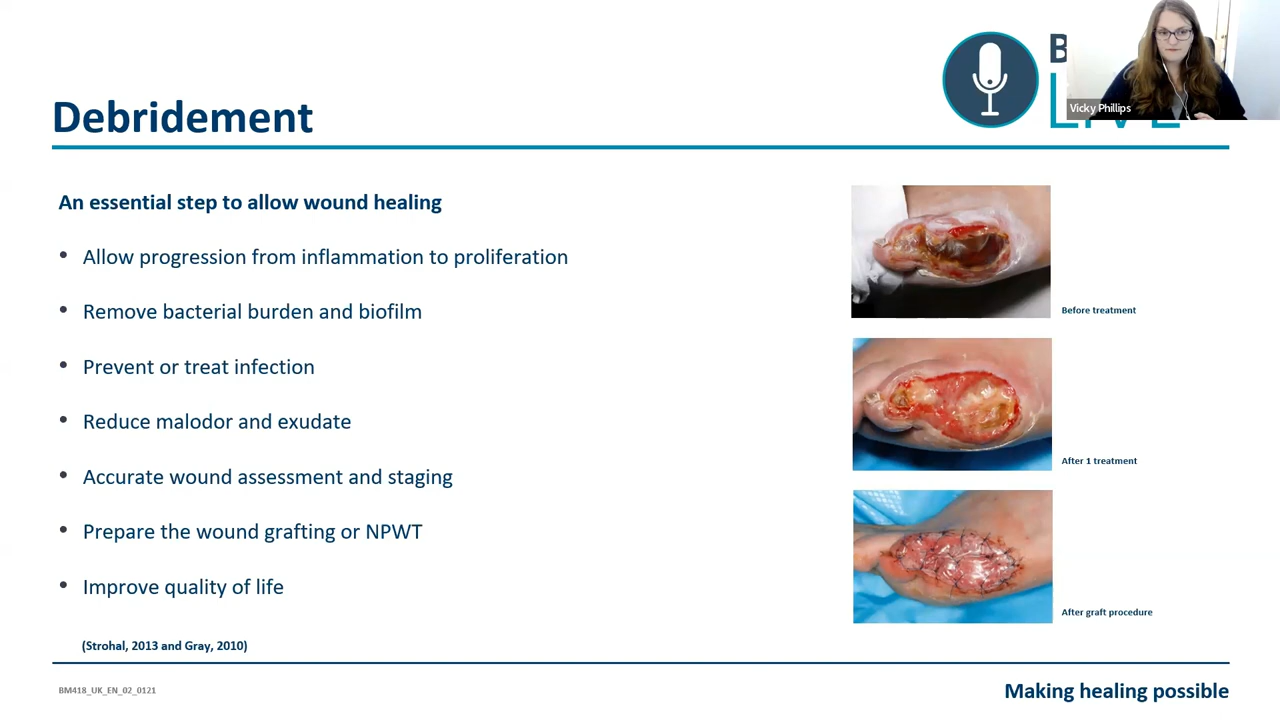 Debridement
Vicky Phillips
An essential step to allow wound healing
• Allow progression from inflammation to proliferation
• Remove bacterial burden and biofilm
• Prevent or treat infection
• Reduce malodor and exudate
• Accurate wound assessment and staging
• Prepare the wound grafting or NPWT
• Improve quality of life
(Strohal, 2013 and Gray, 2010)
Before treatment
After 1 treatment
After graft procedure
BM418_UK_EN_02_0121
Making healing possible